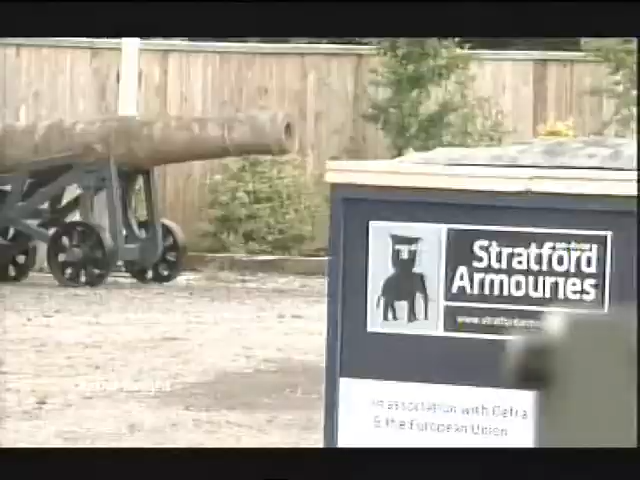 Stratford
Armouries
in association with Defra
& the European Union